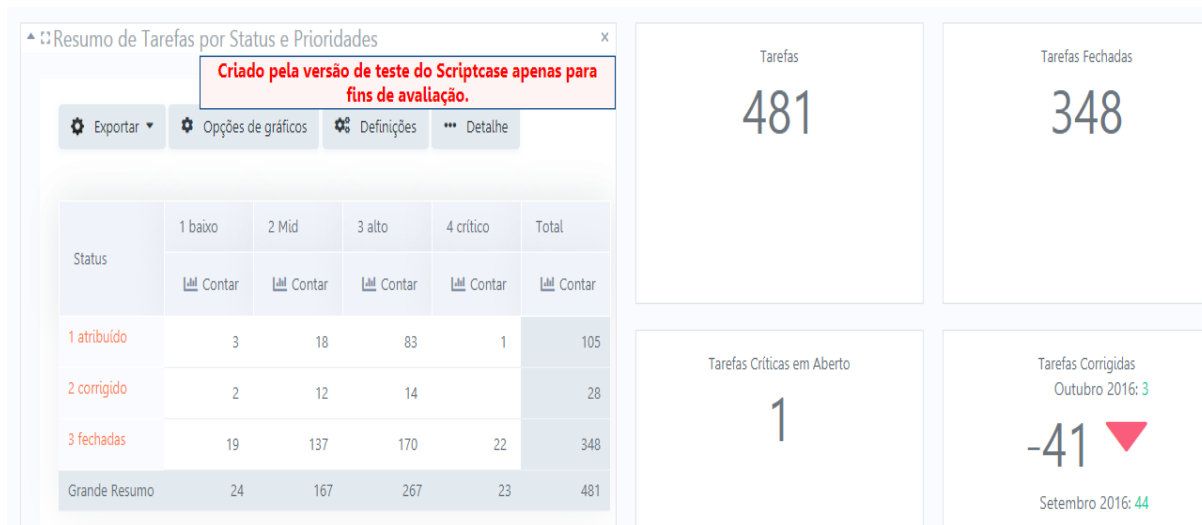 Resumo de Tarefas por Status e Prioridades
Criado pela versão de teste do Scriptcase apenas para
fins de avaliação.
Exportar
Opções de gráficos
Definições
Detalhe
Status
1 baixo
2 Mid
3 alto
4 crítico
Total
Contar
Contar
Contar
Contar
Contar
1 atribuído 3 18 83 1 105
2 corrigido 2 12 14 28
3 fechadas 19 137 170 22 348
Grande Resumo 24 167 267 23 481
Tarefas
481
Tarefas Fechadas
348
Tarefas Críticas em Aberto
1
Tarefas Corrigidas
Outubro 2016: 3
-41
Setembro 2016: 44